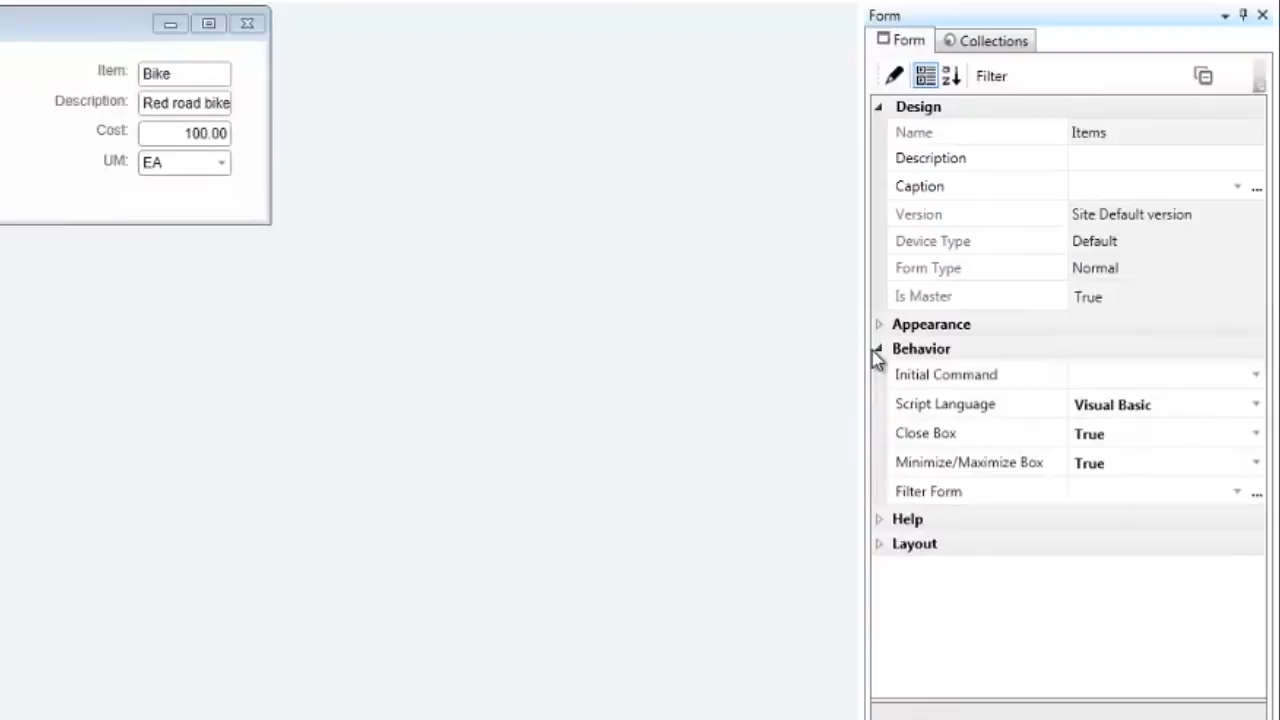 Item: Bike
Description: Red road bike
Cost: 100.00
UM: EA
Form
Form Collections
Filter
Design
Name Items
Description
Caption ...
Version Site Default version
Device Type Default
Form Type Normal
Is Master True
Appearance
Behavior
Initial Command
Script Language Visual Basic
Close Box True
Minimize/Maximize Box True
Filter Form ...
Help
Layout